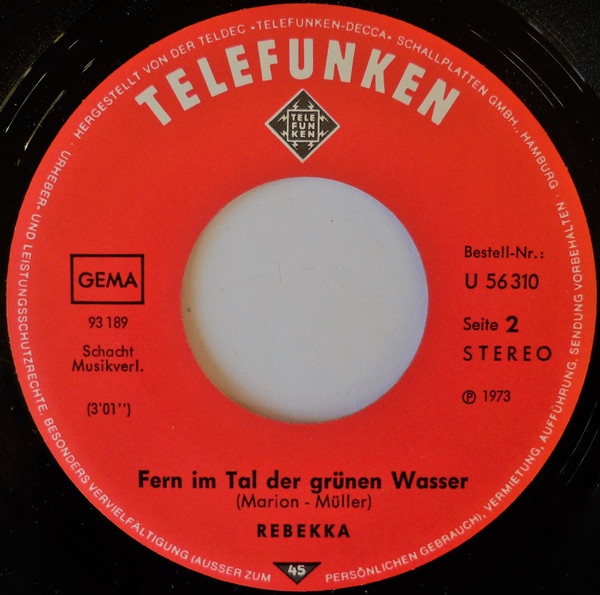 · HERGESTELLT VON DER TELDEC »TELEFUNKEN-DECCA« SCHALLPLATTEN GMBH., HAMBURG ·
TELEFUNKEN
TELE
FUN
KEN
GEMA
93 189
Schacht
Musikverl.
(3'01")
Bestell-Nr.:
U 56 310
Seite 2
STEREO
℗ 1973
Fern im Tal der grünen Wasser
(Marion - Müller)
REBEKKA
45
URHEBER- UND LEISTUNGSSCHUTZRECHTE, BESONDERS VERVIELFÄLTIGUNG (AUSSER ZUM PERSÖNLICHEN GEBRAUCH), VERMIETUNG, AUFFÜHRUNG, SENDUNG VORBEHALTEN